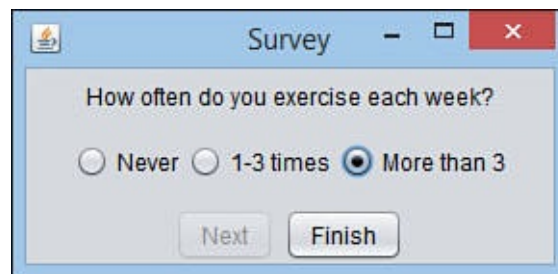 Survey
How often do you exercise each week?
Never 1-3 times More than 3
Next Finish